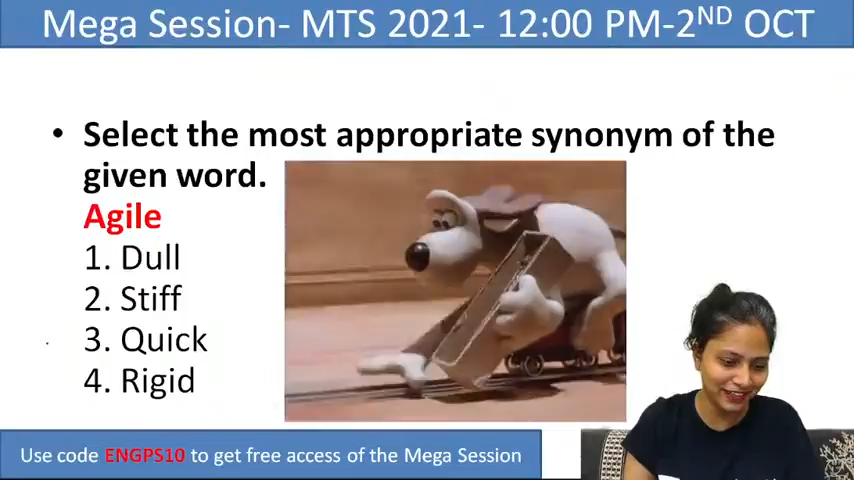 Mega Session- MTS 2021- 12:00 PM-2ND OCT
• Select the most appropriate synonym of the
given word.
Agile
1. Dull
2. Stiff
3. Quick
4. Rigid
Use code ENGPS10 to get free access of the Mega Session